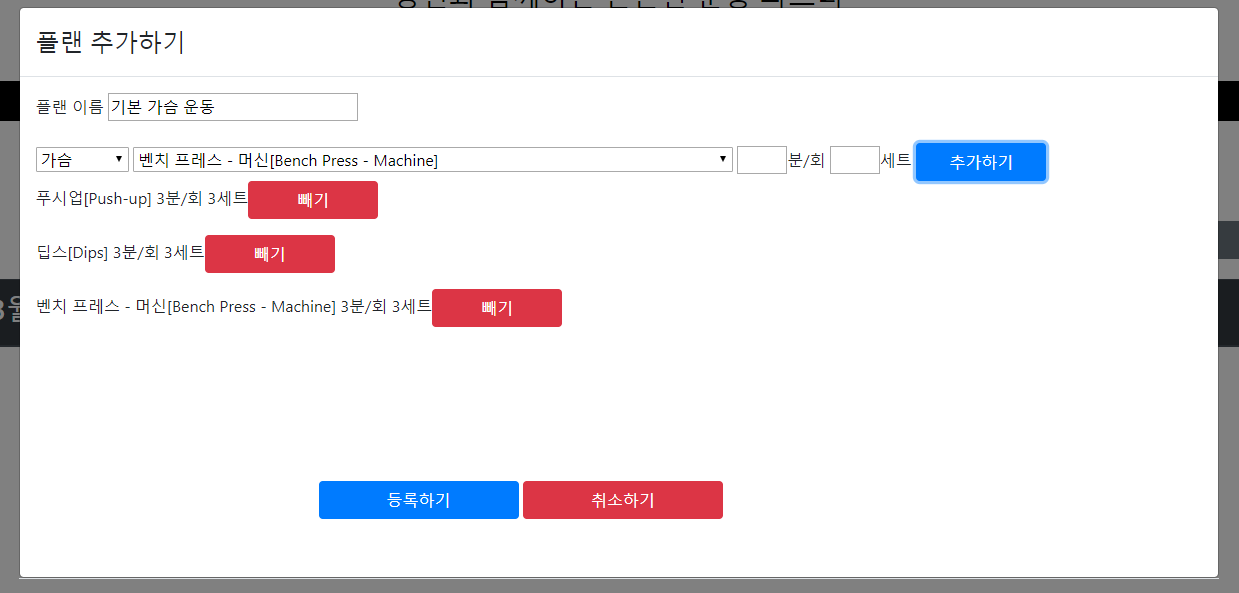 플랜 추가하기
플랜 이름 기본 가슴 운동
가슴 벤치 프레스 - 머신[Bench Press - Machine] 분/회 세트 추가하기
푸시업[Push-up] 3분/회 3세트 빼기
딥스[Dips] 3분/회 3세트 빼기
3월
벤치 프레스 - 머신[Bench Press - Machine] 3분/회 3세트 빼기
등록하기 취소하기